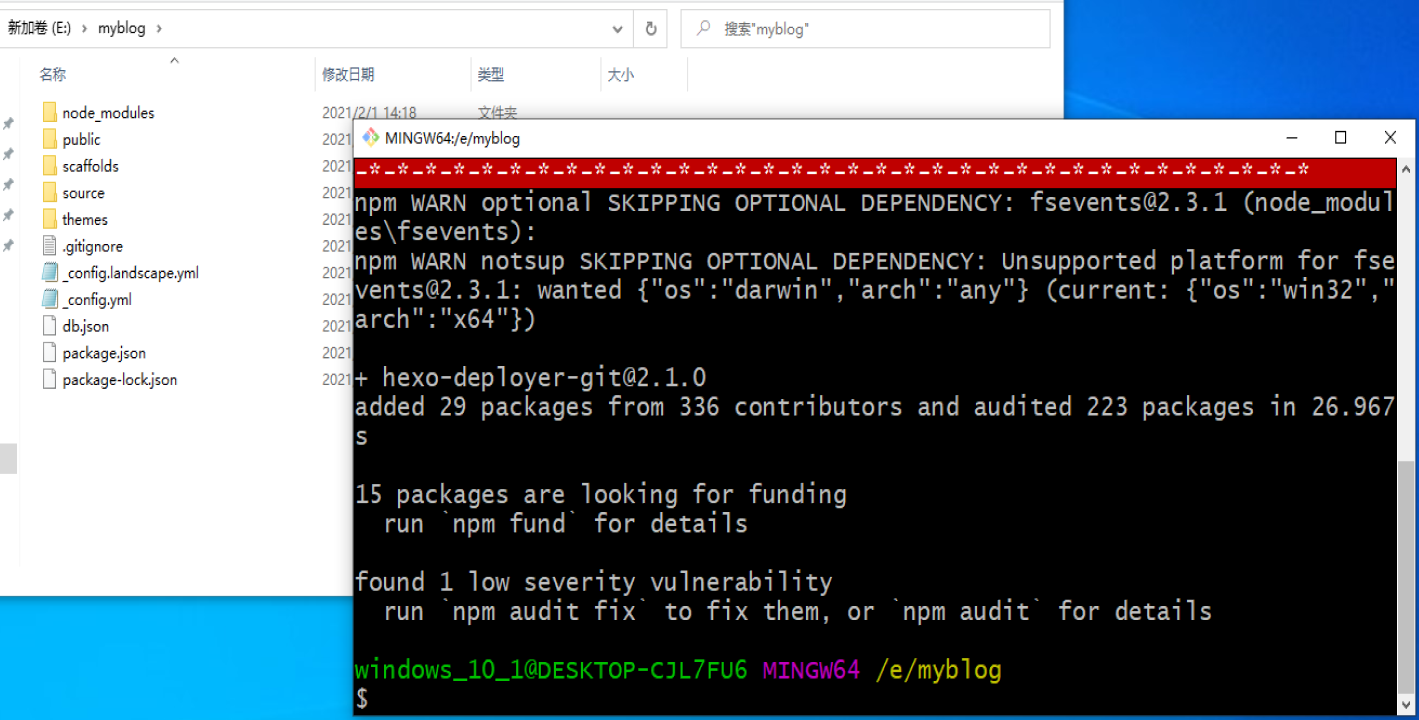 新加卷 (E:) › myblog ›
搜索"myblog"
名称 修改日期 类型 大小
node_modules 2021/2/1 14:18 文件夹
public 2021
scaffolds 2021
source 2021
themes 2021
.gitignore 2021
_config.landscape.yml 2021
_config.yml 2021
db.json 2021
package.json 2021
package-lock.json 2021
MINGW64:/e/myblog
-*-*-*-*-*-*-*-*-*-*-*-*-*-*-*-*-*-*-*-*-*-*-*-*-*-*-*-*-*-*-*-*-*-*
npm WARN optional SKIPPING OPTIONAL DEPENDENCY: fsevents@2.3.1 (node_modul
es\fsevents):
npm WARN notsup SKIPPING OPTIONAL DEPENDENCY: Unsupported platform for fse
vents@2.3.1: wanted {"os":"darwin","arch":"any"} (current: {"os":"win32","
arch":"x64"})
+ hexo-deployer-git@2.1.0
added 29 packages from 336 contributors and audited 223 packages in 26.967
s
15 packages are looking for funding
run `npm fund` for details
found 1 low severity vulnerability
run `npm audit fix` to fix them, or `npm audit` for details
windows_10_1@DESKTOP-CJL7FU6 MINGW64 /e/myblog
$